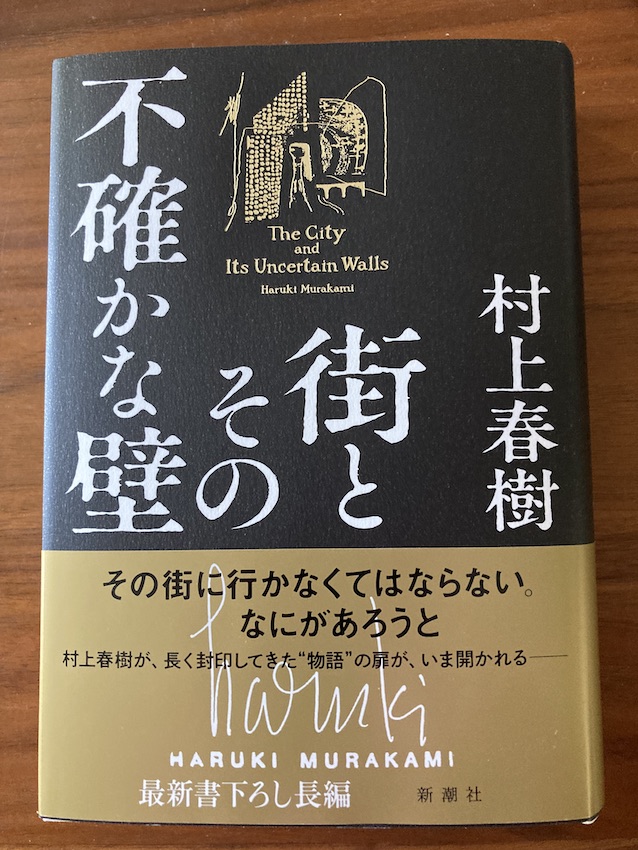 The City
and
Its Uncertain Walls
Haruki Murakami
村上春樹
街と
その
不確かな壁
その街に行かなくてはならない。
なにがあろうと
村上春樹が、長く封印してきた“物語”の扉が、いま開かれる——
haruki
HARUKI MURAKAMI
最新書下ろし長編
新潮社